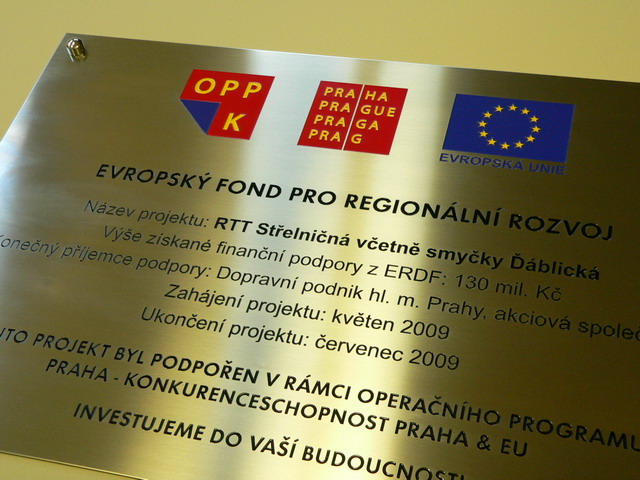 OPP
K
PRA HA
PRA GUE
PRA GA
PRA G
EVROPSKÁ UNIE
EVROPSKÝ FOND PRO REGIONÁLNÍ ROZVOJ
Název projektu: RTT Střelničná včetně smyčky Ďáblická
Výše získané finanční podpory z ERDF: 130 mil. Kč
příjemce podpory: Dopravní podnik hl. m. Prahy, akciová
Zahájení projektu: květen 2009
Ukončení projektu: červenec 2009
PROJEKT BYL PODPOŘEN V RÁMCI OPERAČNÍHO PROGRAMU
PRAHA - KONKURENCESCHOPNOST PRAHA & EU
INVESTUJEME DO VAŠÍ BUDOUCNOSTI